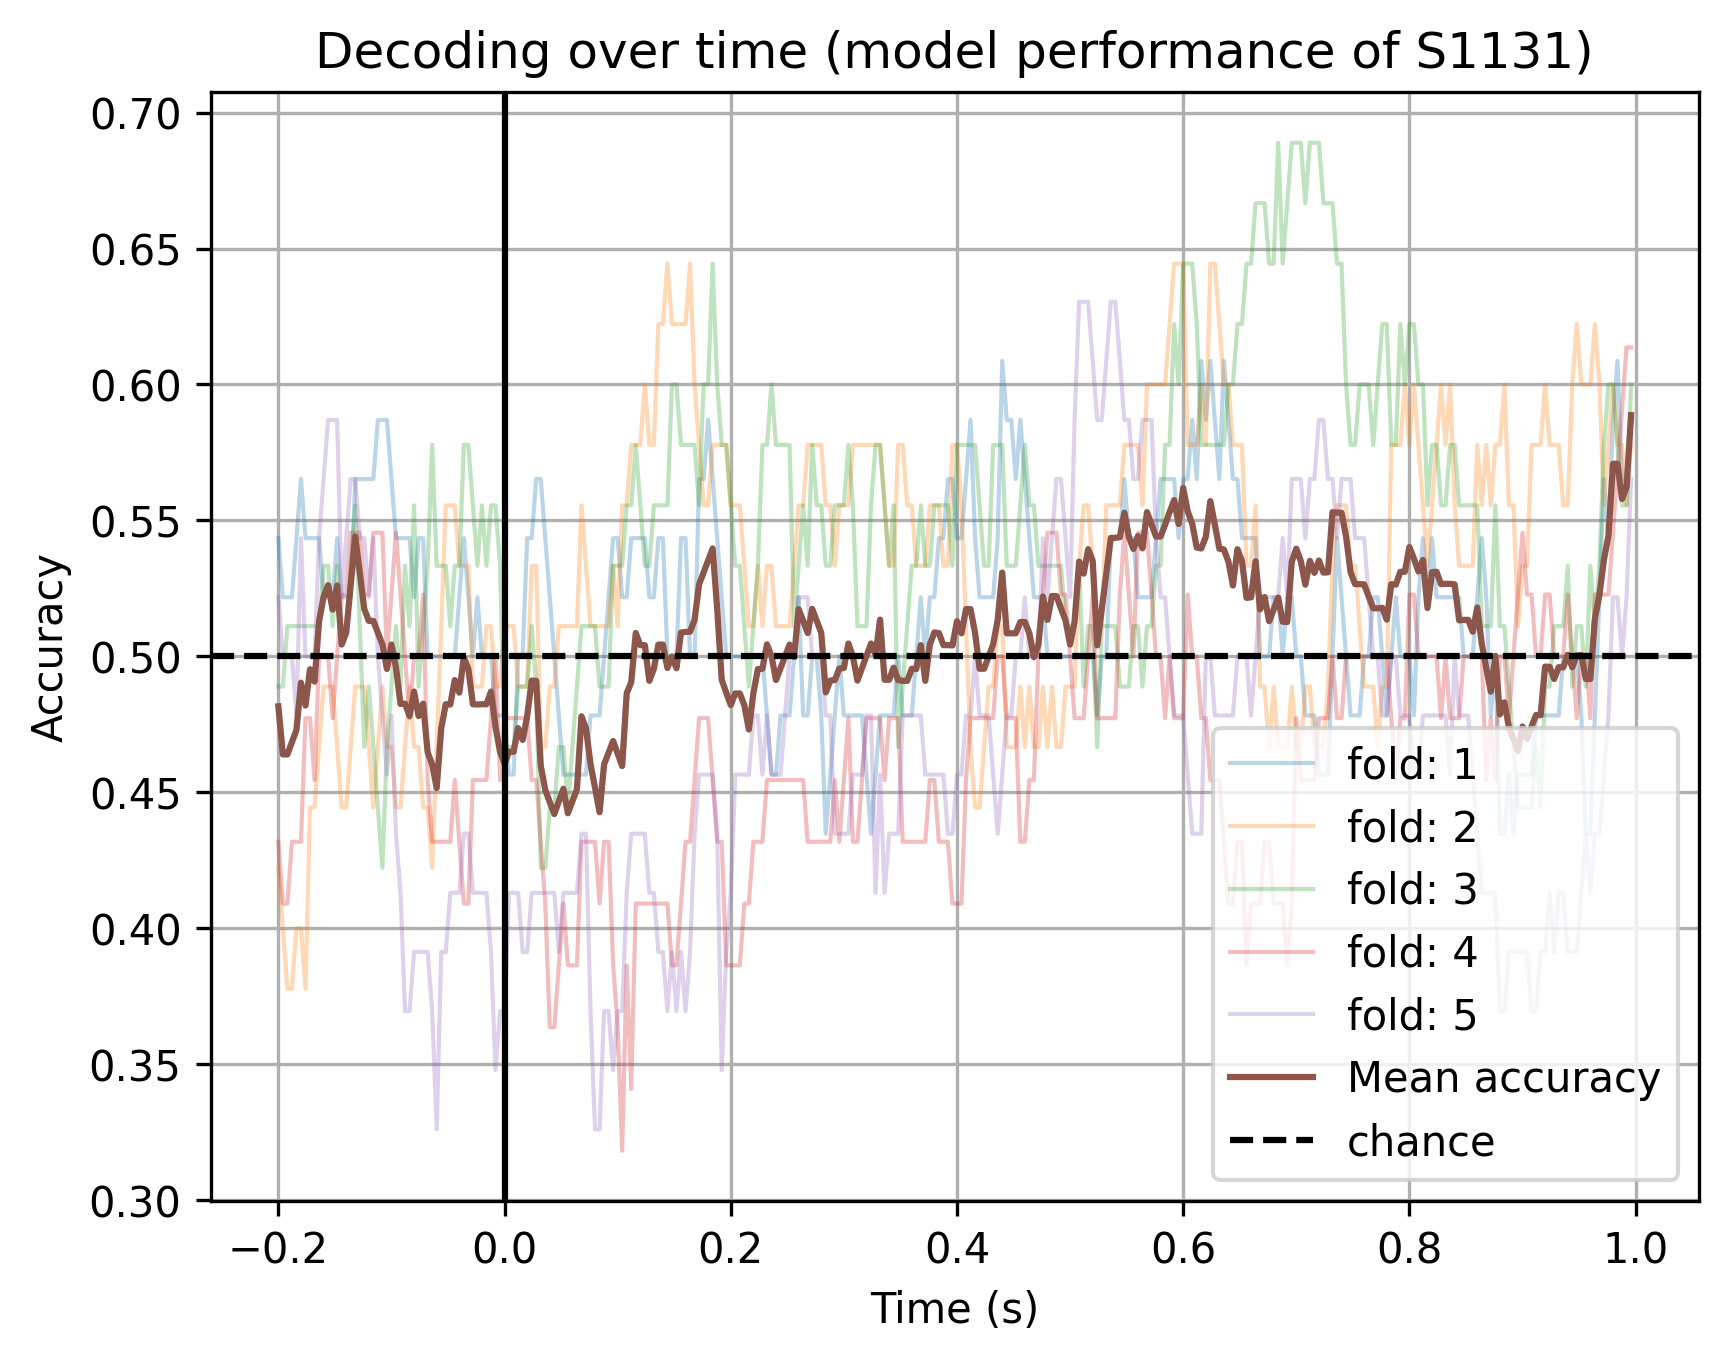 Decoding over time (model performance of S1131)
Accuracy
0.70
0.65
0.60
0.55
0.50
0.45
0.40
0.35
0.30
fold: 1
fold: 2
fold: 3
fold: 4
fold: 5
Mean accuracy
chance
−0.2 0.0 0.2 0.4 0.6 0.8 1.0
Time (s)